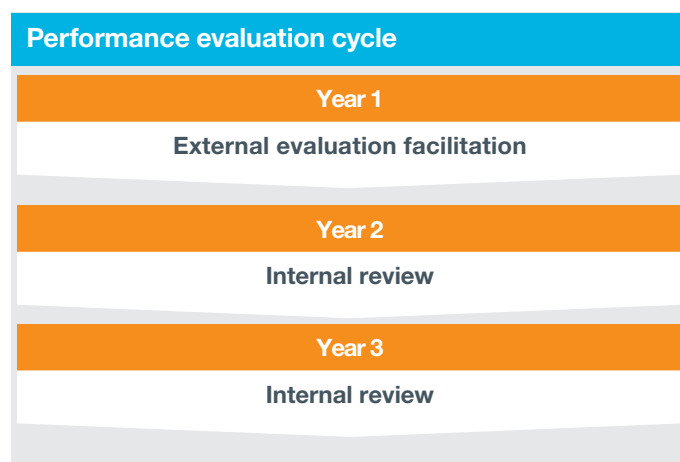 Performance evaluation cycle
Year 1
External evaluation facilitation
Year 2
Internal review
Year 3
Internal review